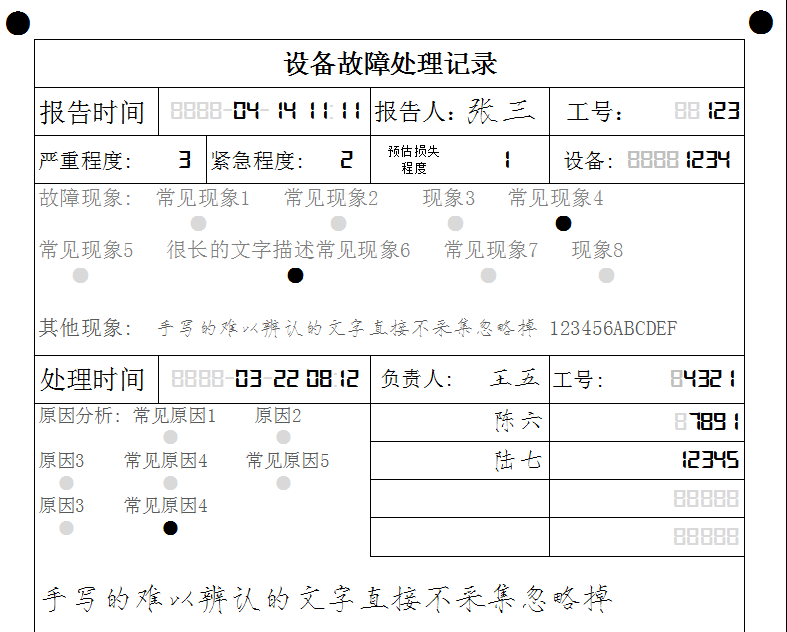 设备故障处理记录
报告时间 8888-04-14 11:11 报告人：张三 工号： 88123
严重程度： 3 紧急程度： 2 预估损失程度 1 设备：88881234
故障现象： 常见现象1 常见现象2 现象3 常见现象4
常见现象5 很长的文字描述常见现象6 常见现象7 现象8
其他现象： 手写的难以辨认的文字直接不采集忽略掉 123456ABCDEF
处理时间 8888-03-22 08:12 负责人： 王五 工号： 84321
原因分析：常见原因1 原因2 陈六 87891
原因3 常见原因4 常见原因5 陆七 12345
原因3 常见原因4 88888
88888
手写的难以辨认的文字直接不采集忽略掉